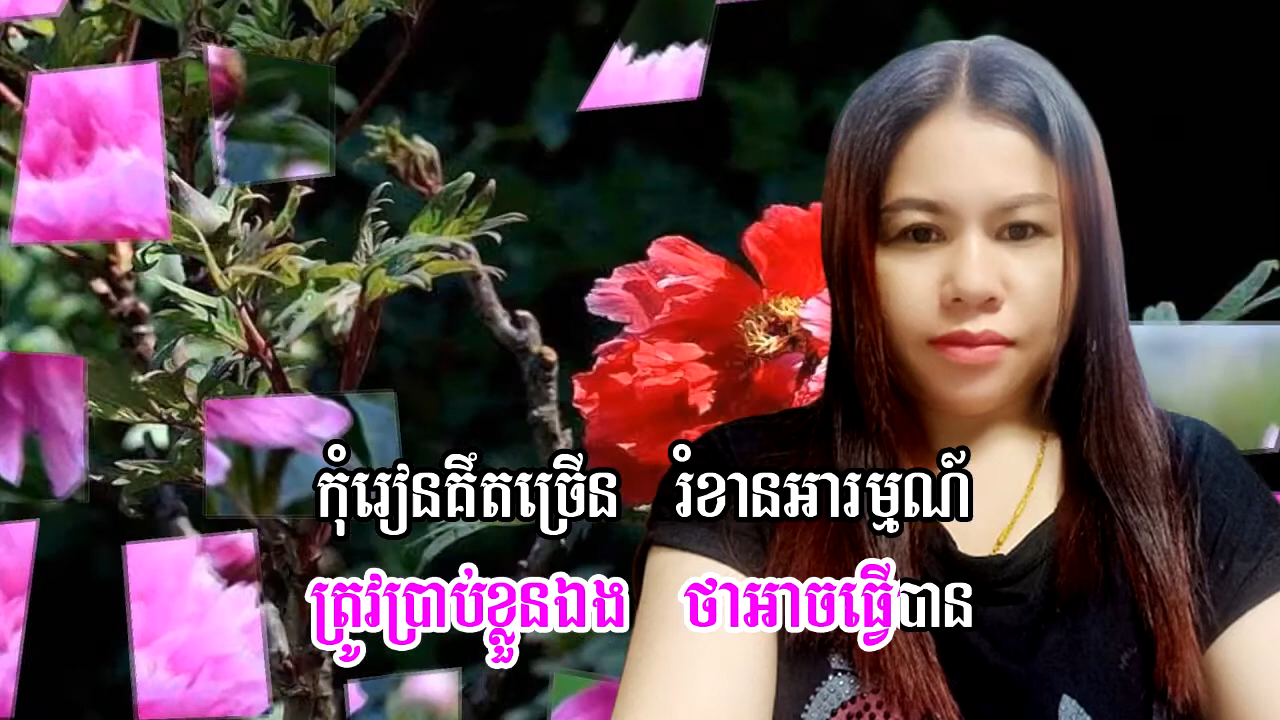 កុំរៀនគិតច្រើន រំខានអារម្មណ៍
ត្រូវប្រាប់ខ្លួនឯង ថាអាចធ្វើបាន